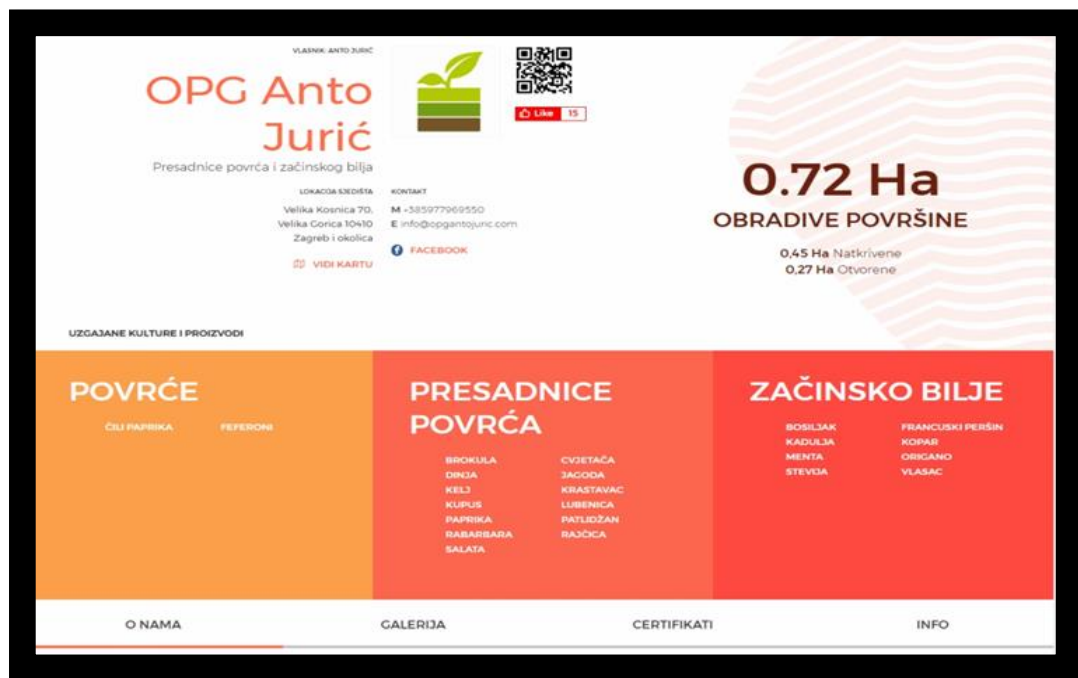 VLASNIK: ANTO JURIĆ
OPG Anto
Jurić
Presadnice povrća i začinskog bilja
LOKACIJA SJEDIŠTA
Velika Kosnica 70,
Velika Gorica 10410
Zagreb i okolica
VIDI KARTU
KONTAKT
M +385977969550
E info@opgantojuric.com
FACEBOOK
Like 15
0.72 Ha
OBRADIVE POVRŠINE
0,45 Ha Natkrivene
0,27 Ha Otvorene
UZGAJANE KULTURE I PROIZVODI
POVRĆE
ČILI PAPRIKA
FEFERONI
PRESADNICE
POVRĆA
BROKULA
DINJA
KELJ
KUPUS
PAPRIKA
RABARBARA
SALATA
CVJETAČA
JAGODA
KRASTAVAC
LUBENICA
PATLIDŽAN
RAJČICA
ZAČINSKO BILJE
BOSILJAK
KADULJA
MENTA
STEVIJA
FRANCUSKI PERŠIN
KOPAR
ORIGANO
VLASAC
O NAMA
GALERIJA
CERTIFIKATI
INFO